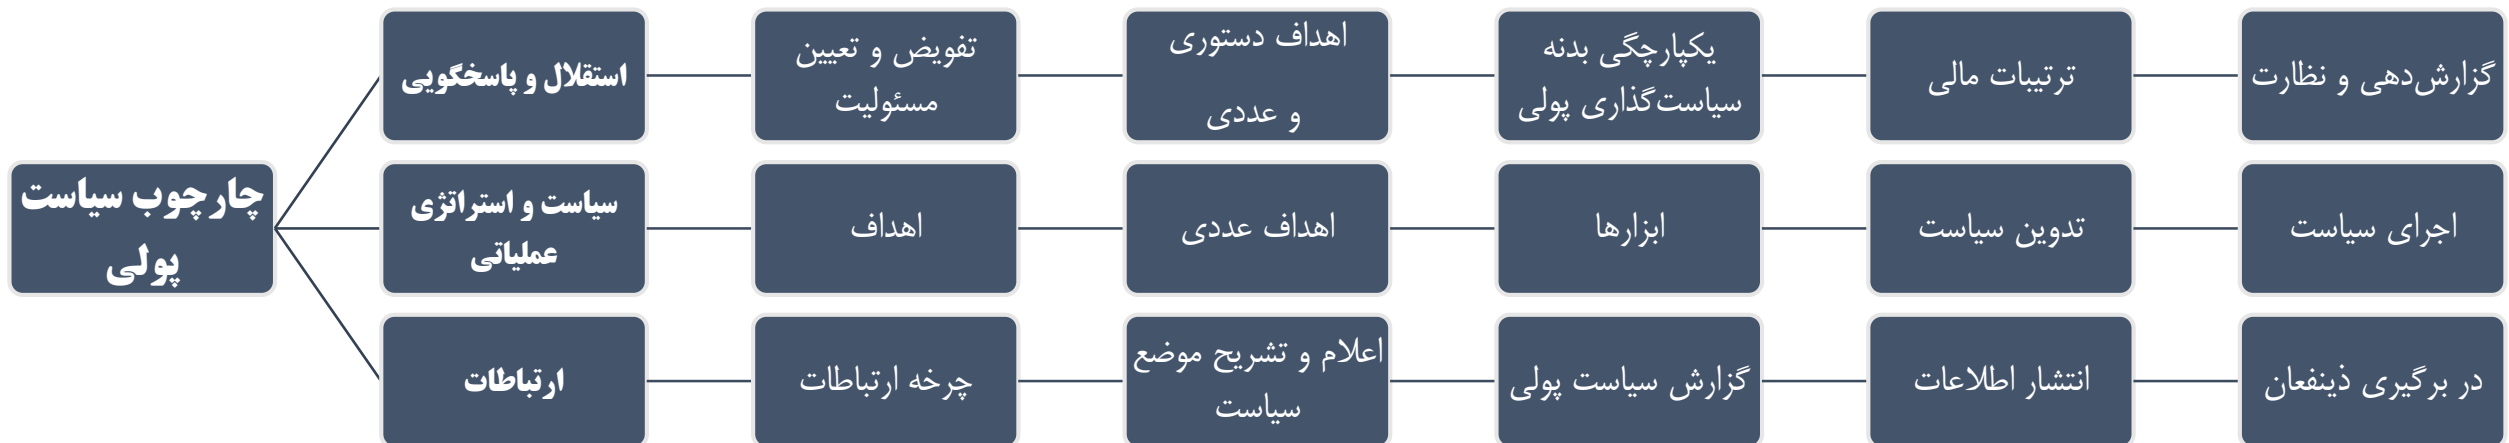 چارچوب سیاست
پولی
استقلال و پاسخگویی
تفویض و تعیین
مسئولیت
اهداف دستوری
و عددی
یکپارچگی بدنه
سیاست‌گذاری پولی
ترتیبات مالی
گزارش‌دهی و نظارت
سیاست و استراتژی
عملیاتی
اهداف
اهداف عددی
ابزارها
تدوین سیاست
اجرای سیاست
ارتباطات
چرخه ارتباطات
اعلام و تشریح موضع
سیاست
گزارش سیاست پولی
انتشار اطلاعات
در برگیری ذینفعان